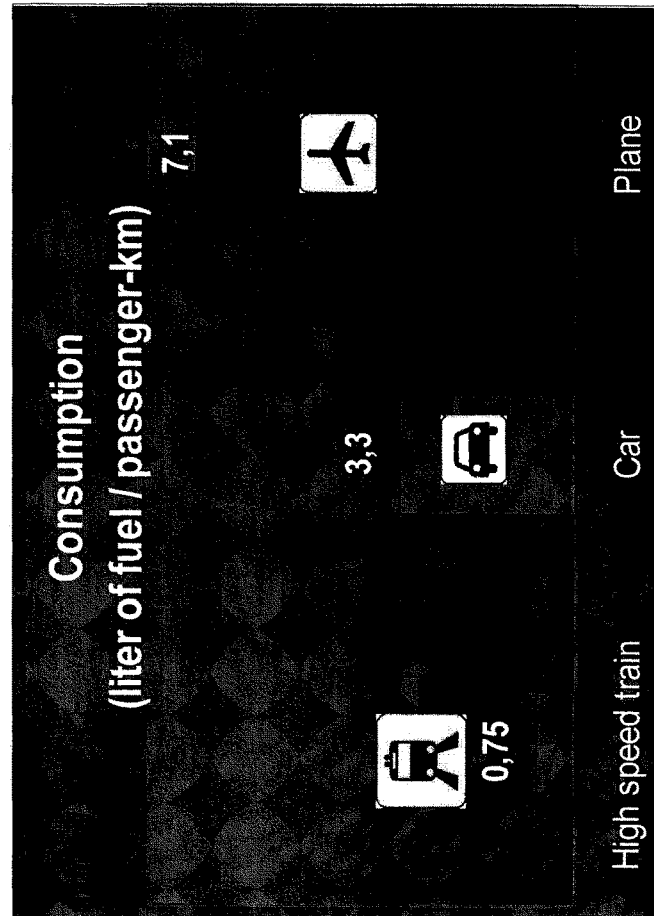 Consumption
(liter of fuel / passenger-km)
7,1
3,3
0,75
High speed train
Car
Plane